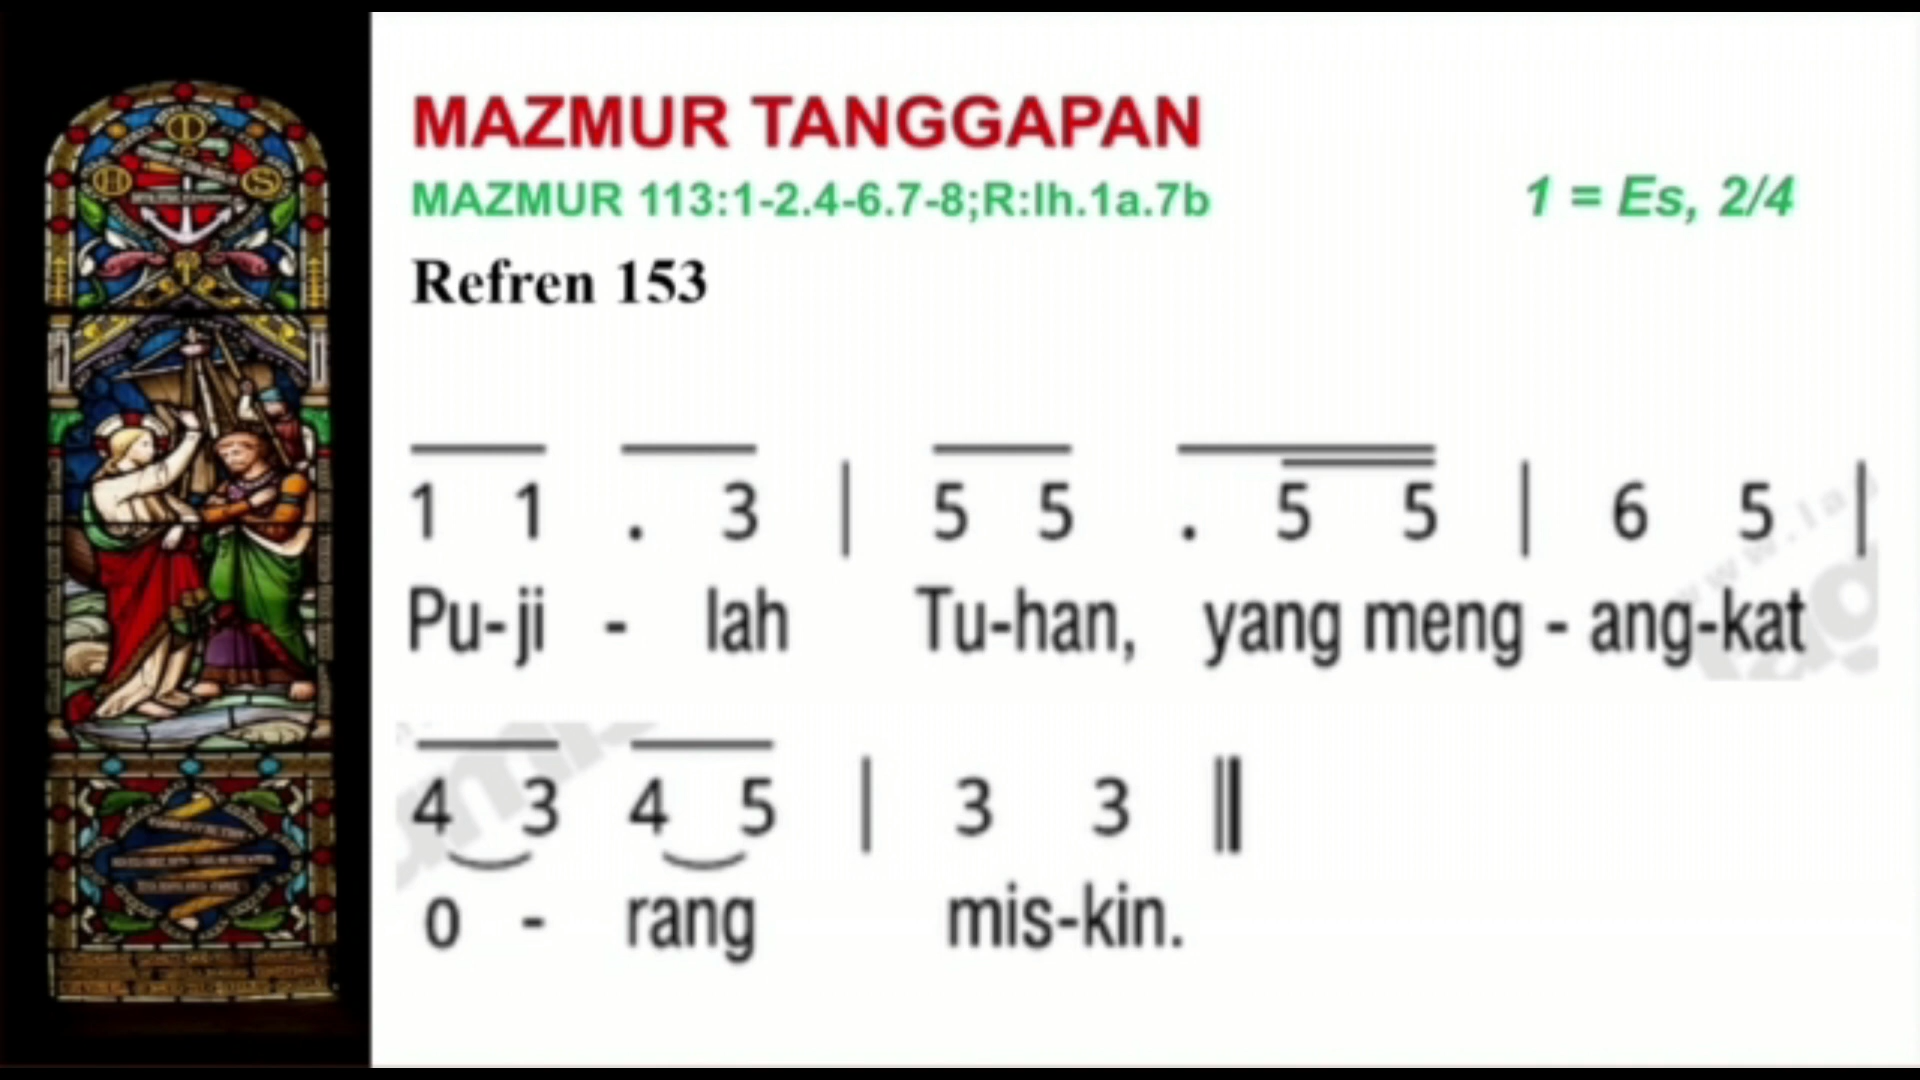 MAZMUR TANGGAPAN
MAZMUR 113:1-2.4-6.7-8;R:lh.1a.7b
1 = Es, 2/4
Refren 153
1 1 . 3 | 5 5 . 5 5 | 6 5 |
Pu-ji - lah Tu-han, yang meng - ang-kat
4 3 4 5 | 3 3 ||
o - rang mis-kin.